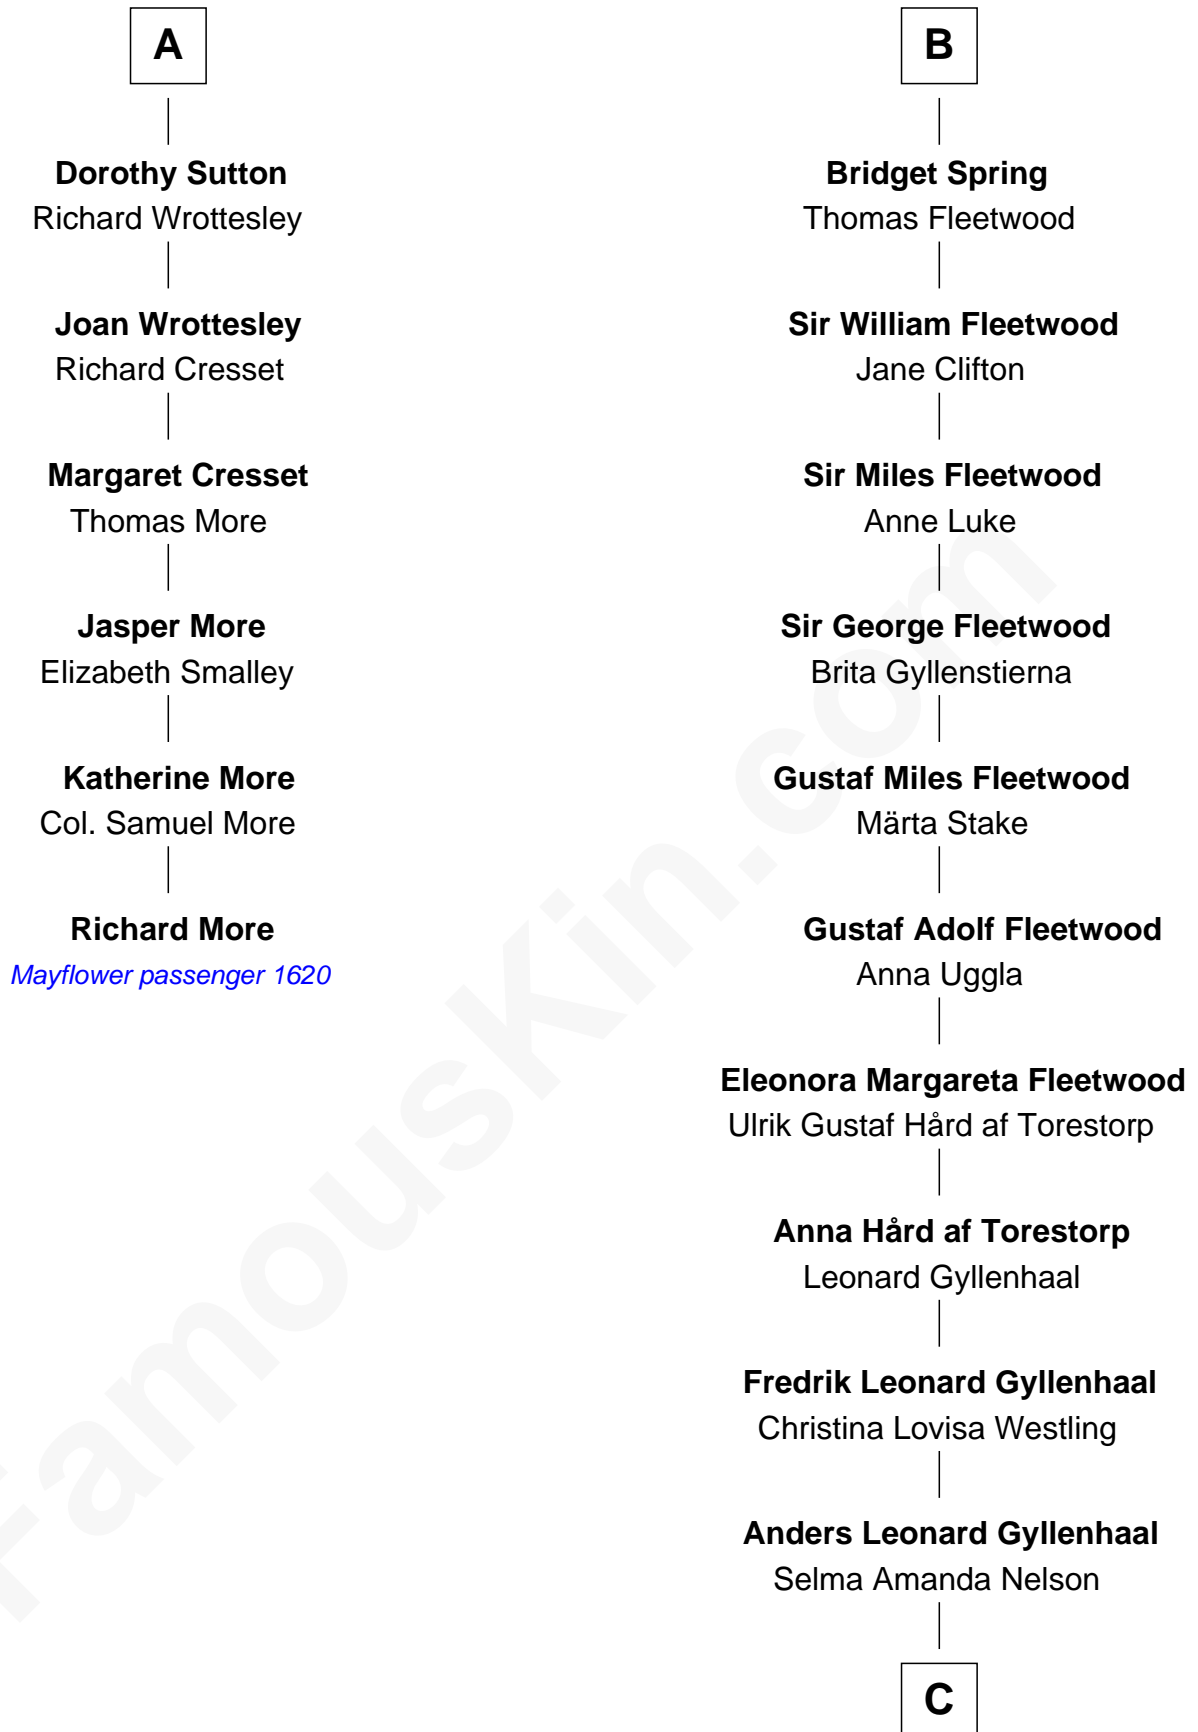 A
Dorothy Sutton
Richard Wrottesley
Joan Wrottesley
Richard Cresset
Margaret Cresset
Thomas More
Jasper More
Elizabeth Smalley
Katherine More
Col. Samuel More
Richard More
Mayflower passenger 1620
B
Bridget Spring
Thomas Fleetwood
Sir William Fleetwood
Jane Clifton
Sir Miles Fleetwood
Anne Luke
Sir George Fleetwood
Brita Gyllenstierna
Gustaf Miles Fleetwood
Märta Stake
Gustaf Adolf Fleetwood
Anna Uggla
Eleonora Margareta Fleetwood
Ulrik Gustaf Hård af Torestorp
Anna Hård af Torestorp
Leonard Gyllenhaal
Fredrik Leonard Gyllenhaal
Christina Lovisa Westling
Anders Leonard Gyllenhaal
Selma Amanda Nelson
C
FamousKin.com